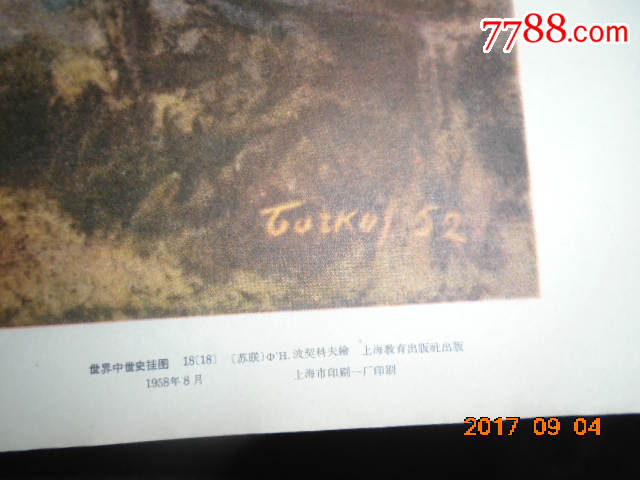 7788.com
Бочков 52
世界中世史挂图 18[18] [苏联]Ф·Н.波契科夫繪 上海教育出版社出版
1958年8月 上海市印刷一厂印刷
2017 09 04